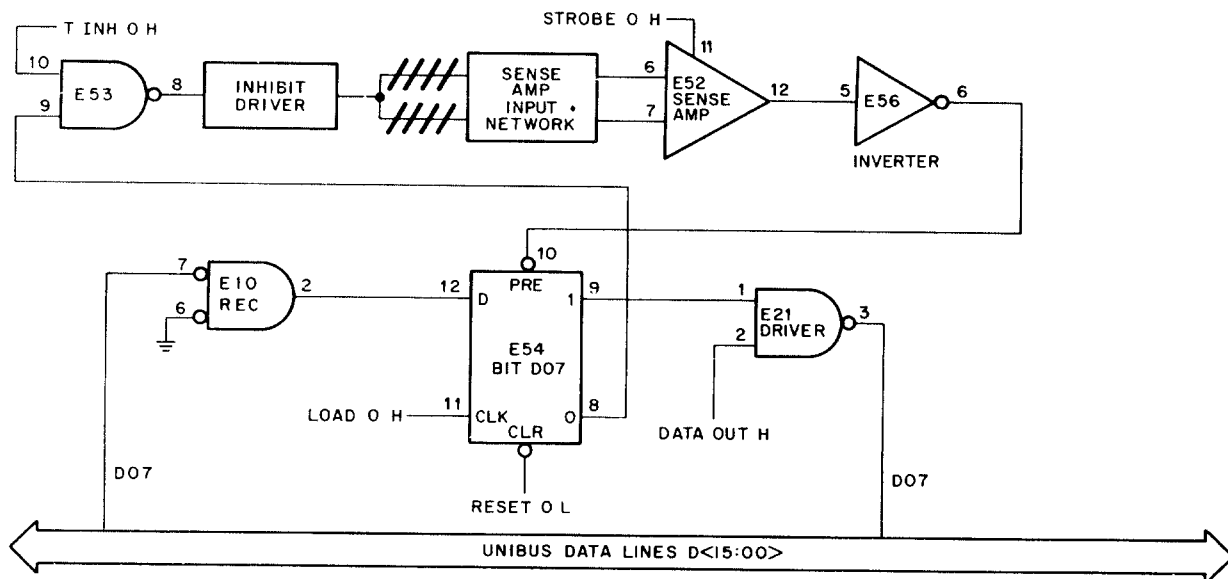 T INH 0 H
STROBE 0 H
10
9
E53
8
INHIBIT
DRIVER
SENSE
AMP
INPUT
NETWORK
6
7
11
E52
SENSE
AMP
12
5
E56
6
INVERTER
7
6
E10
REC
2
12
10
PRE
D
1
9
E54
BIT D07
LOAD 0 H
11
CLK
0
8
CLR
RESET 0 L
1
2
E21
DRIVER
3
DATA OUT H
D07
D07
UNIBUS DATA LINES D<15:00>